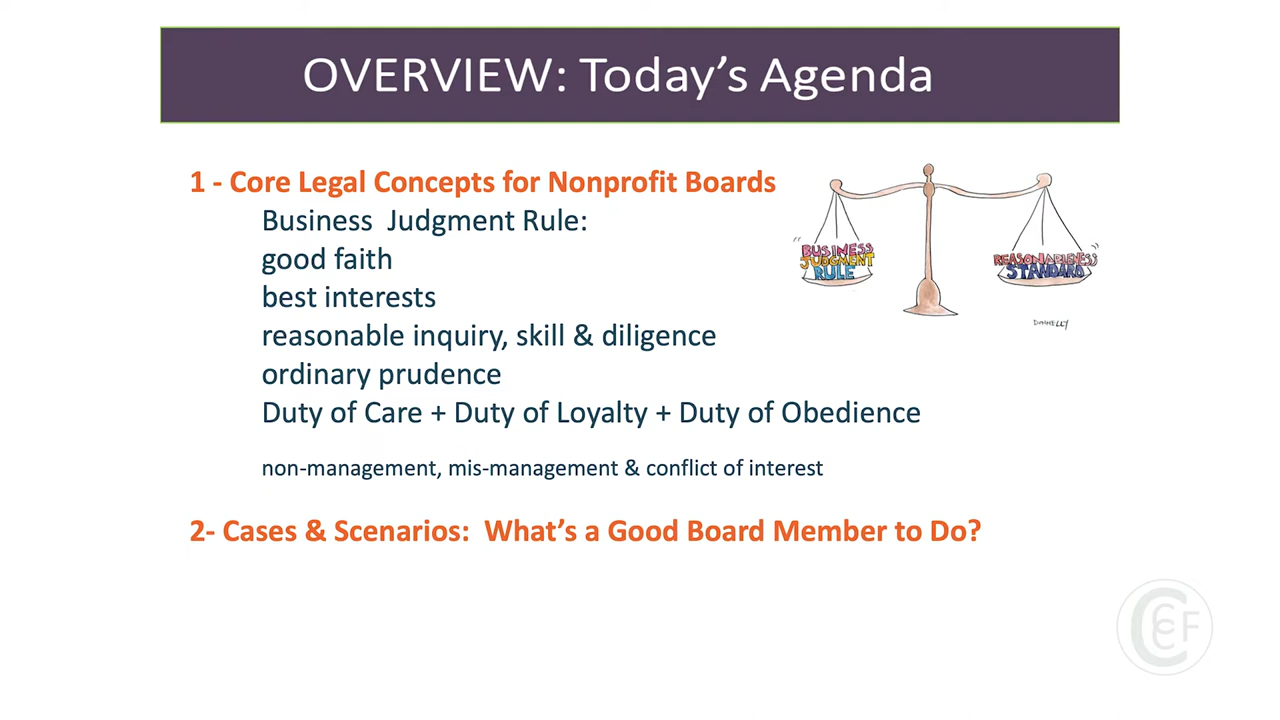 OVERVIEW: Today's Agenda
1 - Core Legal Concepts for Nonprofit Boards
Business Judgment Rule:
good faith
best interests
reasonable inquiry, skill & diligence
ordinary prudence
Duty of Care + Duty of Loyalty + Duty of Obedience
non-management, mis-management & conflict of interest
BUSINESS
JUDGMENT
RULE
REASONABLENESS
STANDARD
DONNELLY
2- Cases & Scenarios: What's a Good Board Member to Do?